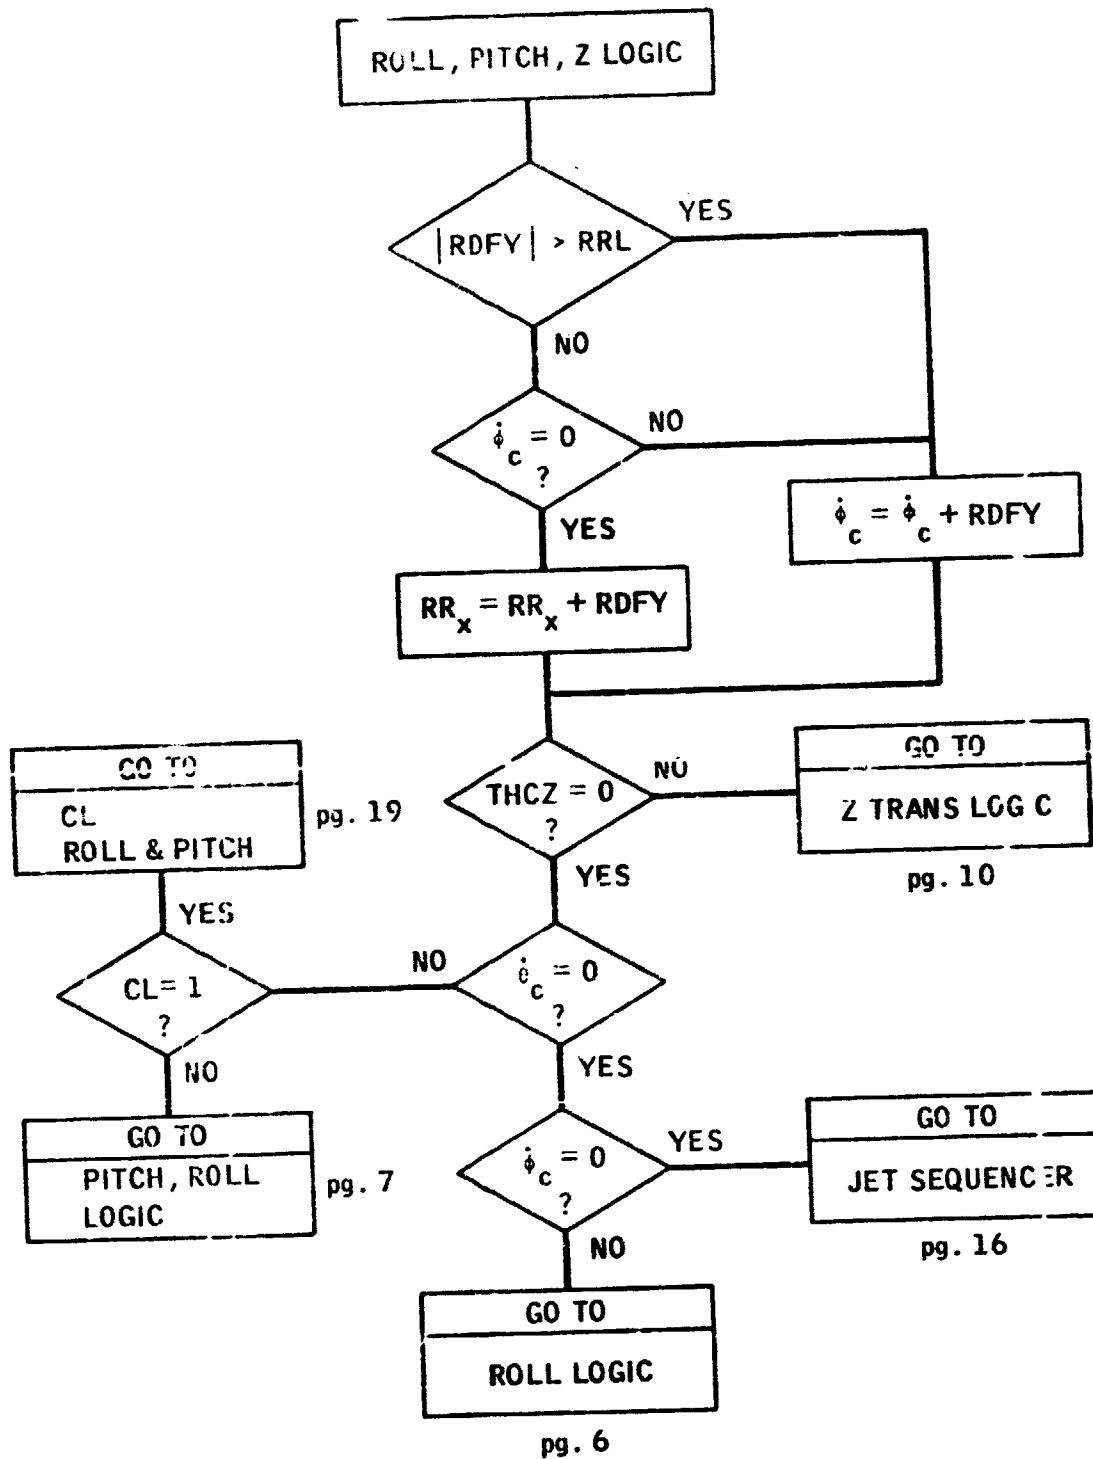 ROLL, PITCH, Z LOGIC
|RDFY| > RRL
YES
NO
φ̇c = 0
?
NO
YES
φ̇c = φ̇c + RDFY
RRx = RRx + RDFY
THCZ = 0
?
NO
YES
GO TO
Z TRANS LOGIC
pg. 10
GO TO
CL
ROLL & PITCH
pg. 19
YES
CL = 1
?
NO
GO TO
PITCH, ROLL
LOGIC
pg. 7
NO
θ̇c = 0
?
YES
φ̇c = 0
?
YES
NO
GO TO
JET SEQUENCER
pg. 16
GO TO
ROLL LOGIC
pg. 6